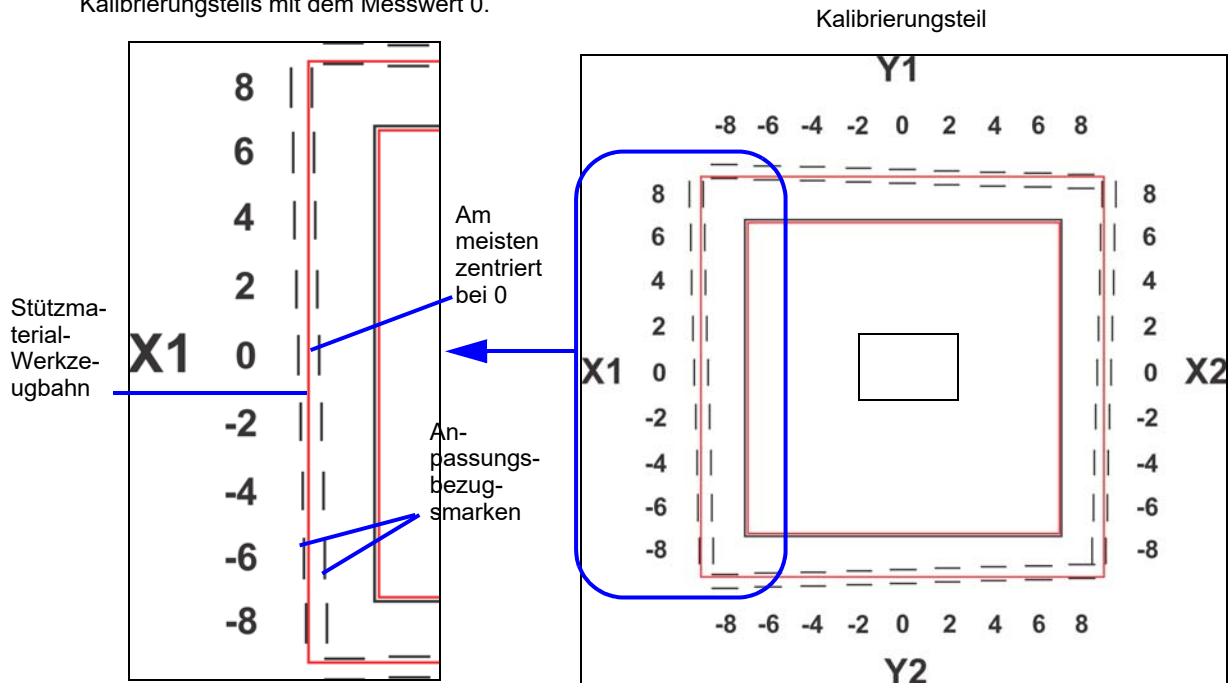 Kalibrierungsteils mit dem Messwert 0.
Kalibrierungsteil
8
6
4
2
X1 0
-2
-4
-6
-8
Stützma-
terial-
Werkze-
ugbahn
Am
meisten
zentriert
bei 0
An-
passungs-
bezug-
smarken
Y1
-8 -6 -4 -2 0 2 4 6 8
8 8
6 6
4 4
2 2
X1 0 0 X2
-2 -2
-4 -4
-6 -6
-8 -8
-8 -6 -4 -2 0 2 4 6 8
Y2